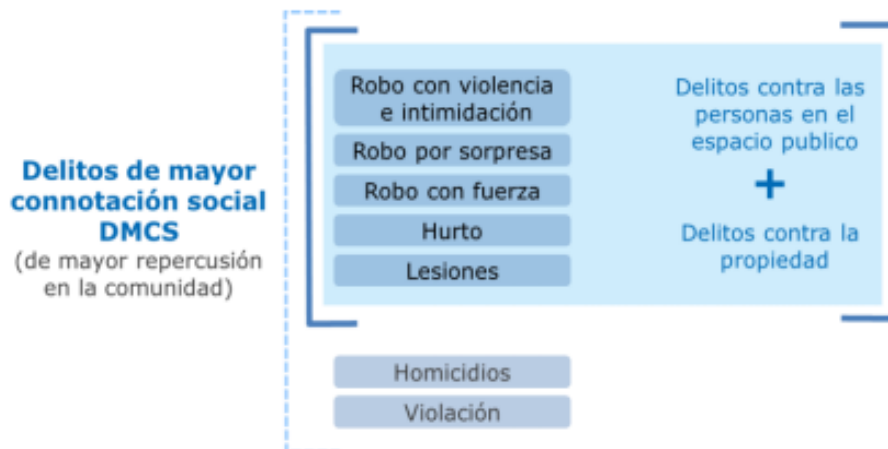 Delitos de mayor
connotación social
DMCS
(de mayor repercusión
en la comunidad)
Robo con violencia
e intimidación
Robo por sorpresa
Robo con fuerza
Hurto
Lesiones
Delitos contra las
personas en el
espacio publico
+
Delitos contra la
propiedad
Homicidios
Violación